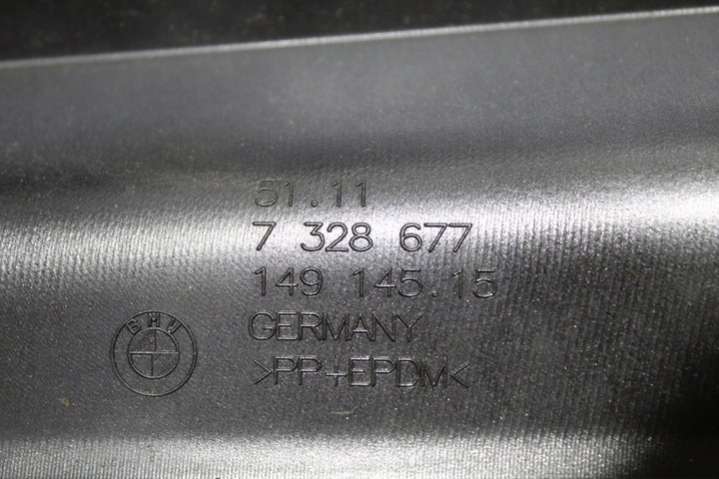 51.11
7 328 677
149 145.15
GERMANY
BMW
>PP+EPDM<